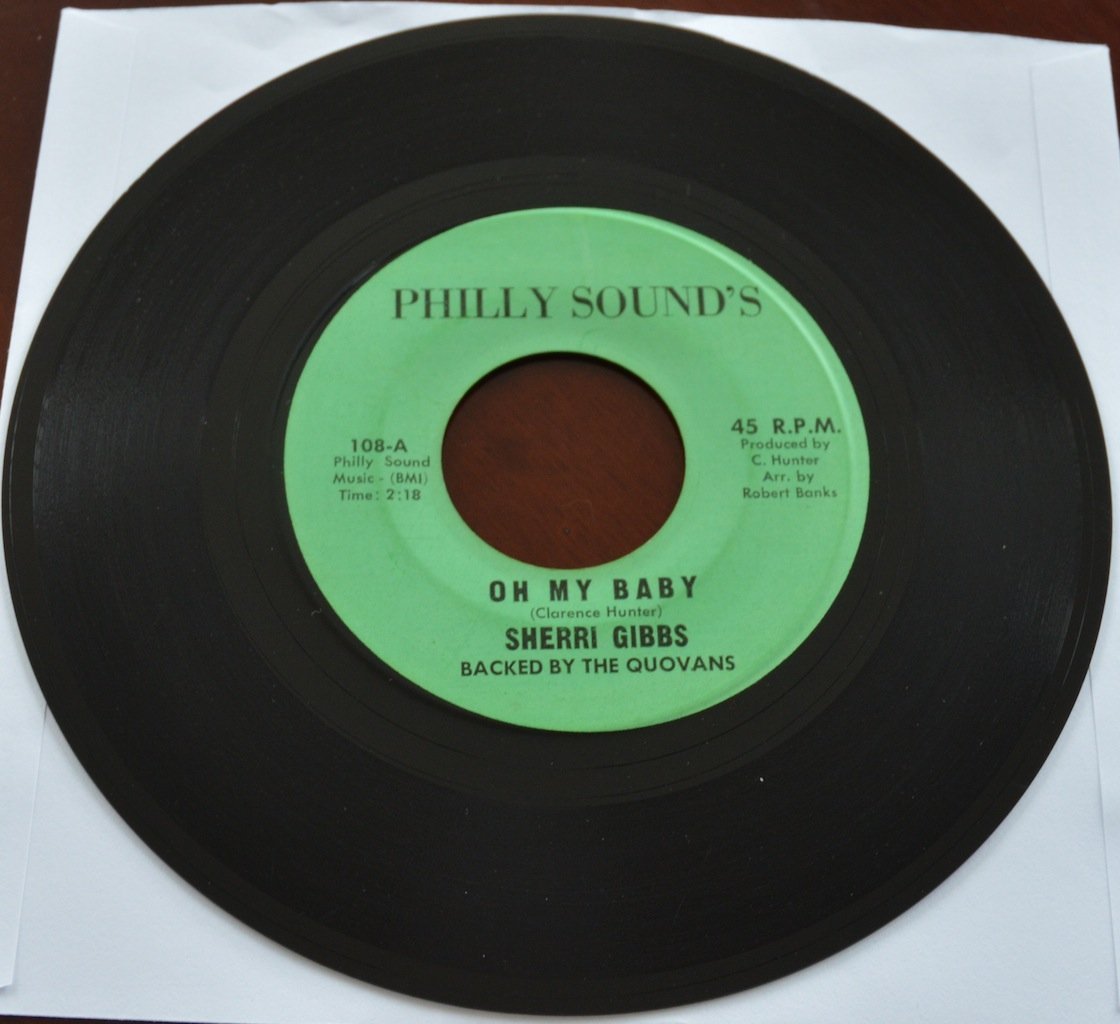 PHILLY SOUND'S
108-A
Philly Sound
Music - (BMI)
Time: 2:18
45 R.P.M.
Produced by
C. Hunter
Arr. by
Robert Banks
OH MY BABY
(Clarence Hunter)
SHERRI GIBBS
BACKED BY THE QUOVANS